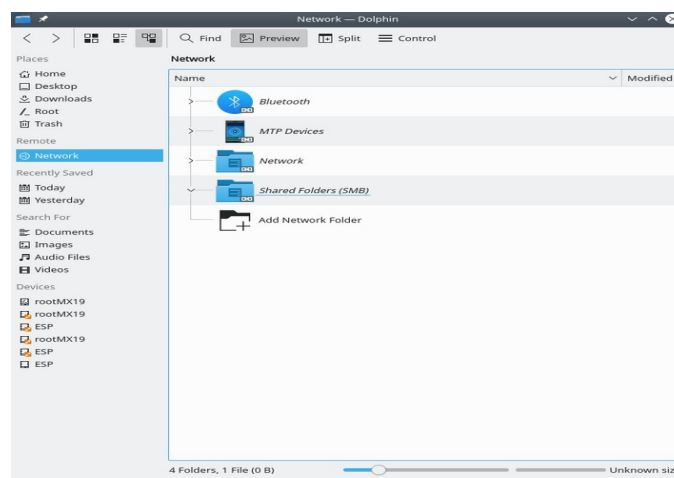 Network — Dolphin
Find Preview Split Control
Places
Home
Desktop
Downloads
Root
Trash
Remote
Network
Recently Saved
Today
Yesterday
Search For
Documents
Images
Audio Files
Videos
Devices
rootMX19
rootMX19
ESP
rootMX19
ESP
ESP
Network
Name Modified
Bluetooth
MTP Devices
Network
Shared Folders (SMB)
Add Network Folder
4 Folders, 1 File (0 B) Unknown siz